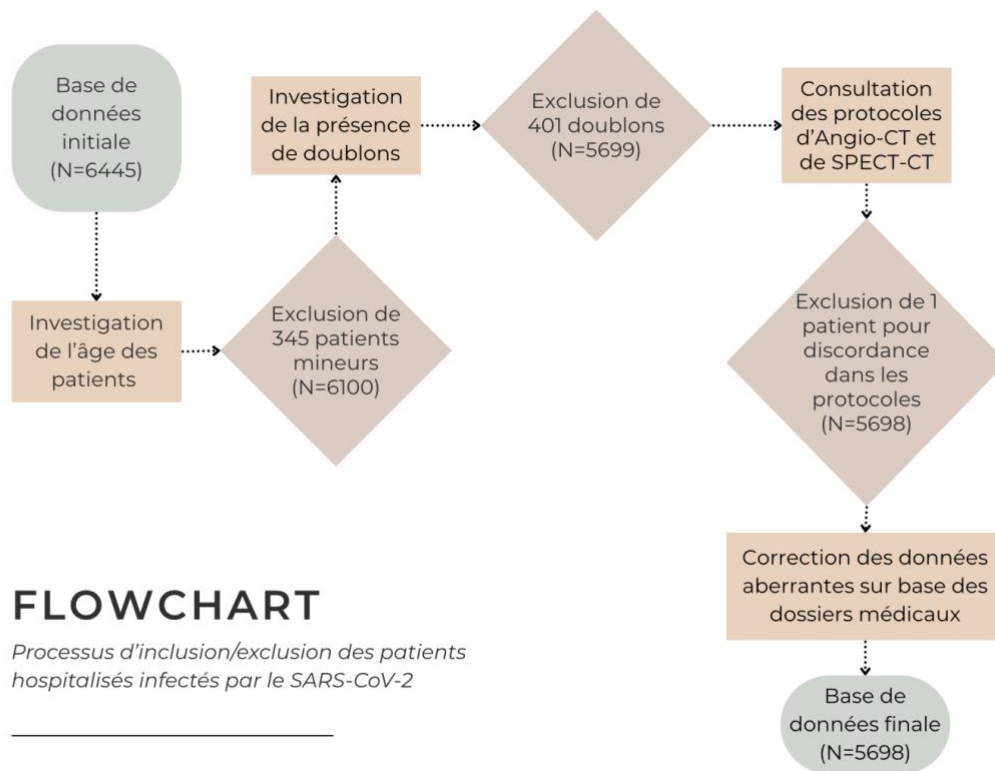 Base de
données
initiale
(N=6445)
Investigation
de l'âge des
patients
Exclusion de
345 patients
mineurs
(N=6100)
Investigation
de la présence
de doublons
Exclusion de
401 doublons
(N=5699)
Consultation
des protocoles
d'Angio-CT et
de SPECT-CT
Exclusion de 1
patient pour
discordance
dans les
protocoles
(N=5698)
Correction des données
aberrantes sur base des
dossiers médicaux
Base de
données finale
(N=5698)
FLOWCHART
Processus d'inclusion/exclusion des patients
hospitalisés infectés par le SARS-CoV-2